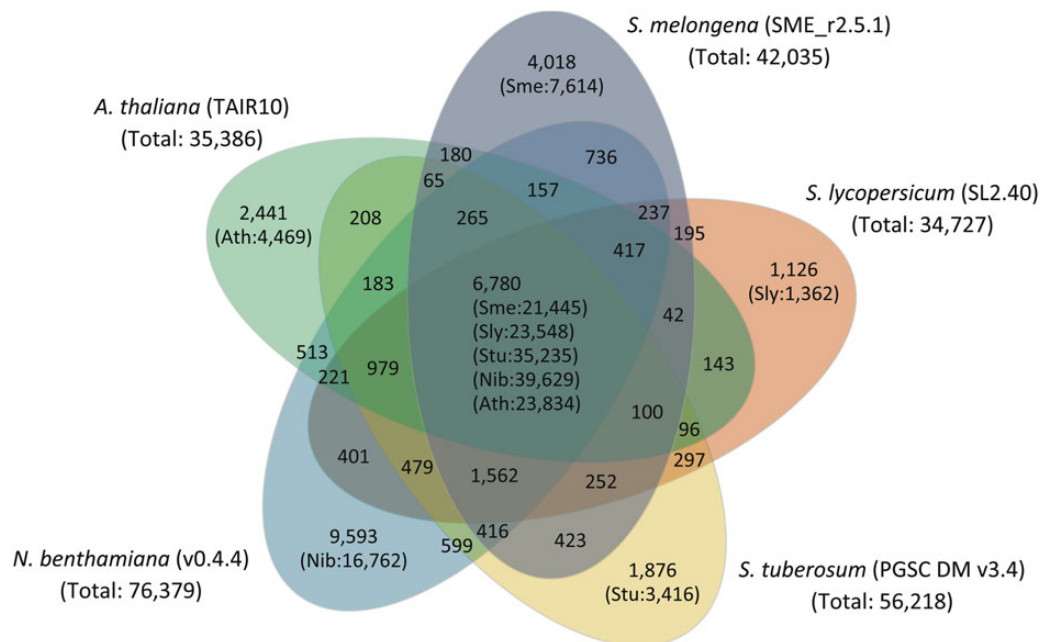 S. melongena (SME_r2.5.1)
(Total: 42,035)
4,018
(Sme:7,614)
A. thaliana (TAIR10)
(Total: 35,386)
180
736
65
157
S. lycopersicum (SL2.40)
(Total: 34,727)
2,441
(Ath:4,469)
208
265
237
195
417
1,126
(Sly:1,362)
183
6,780
(Sme:21,445)
(Sly:23,548)
(Stu:35,235)
(Nib:39,629)
(Ath:23,834)
42
513
221
979
143
100
96
401
479
1,562
252
297
9,593
(Nib:16,762)
599
416
423
N. benthamiana (v0.4.4)
(Total: 76,379)
1,876
(Stu:3,416)
S. tuberosum (PGSC DM v3.4)
(Total: 56,218)